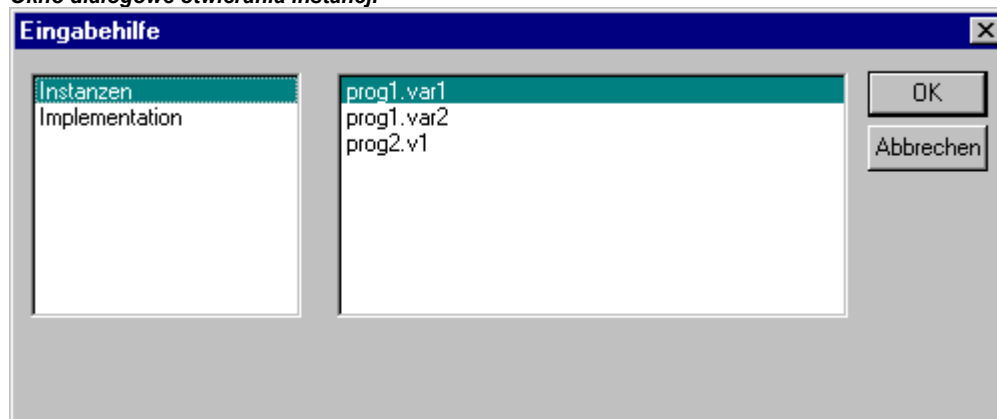 Okno dialogowe otwierania instancji
Eingabehilfe
Instanzen
Implementation
prog1.var1
prog1.var2
prog2.v1
OK
Abbrechen